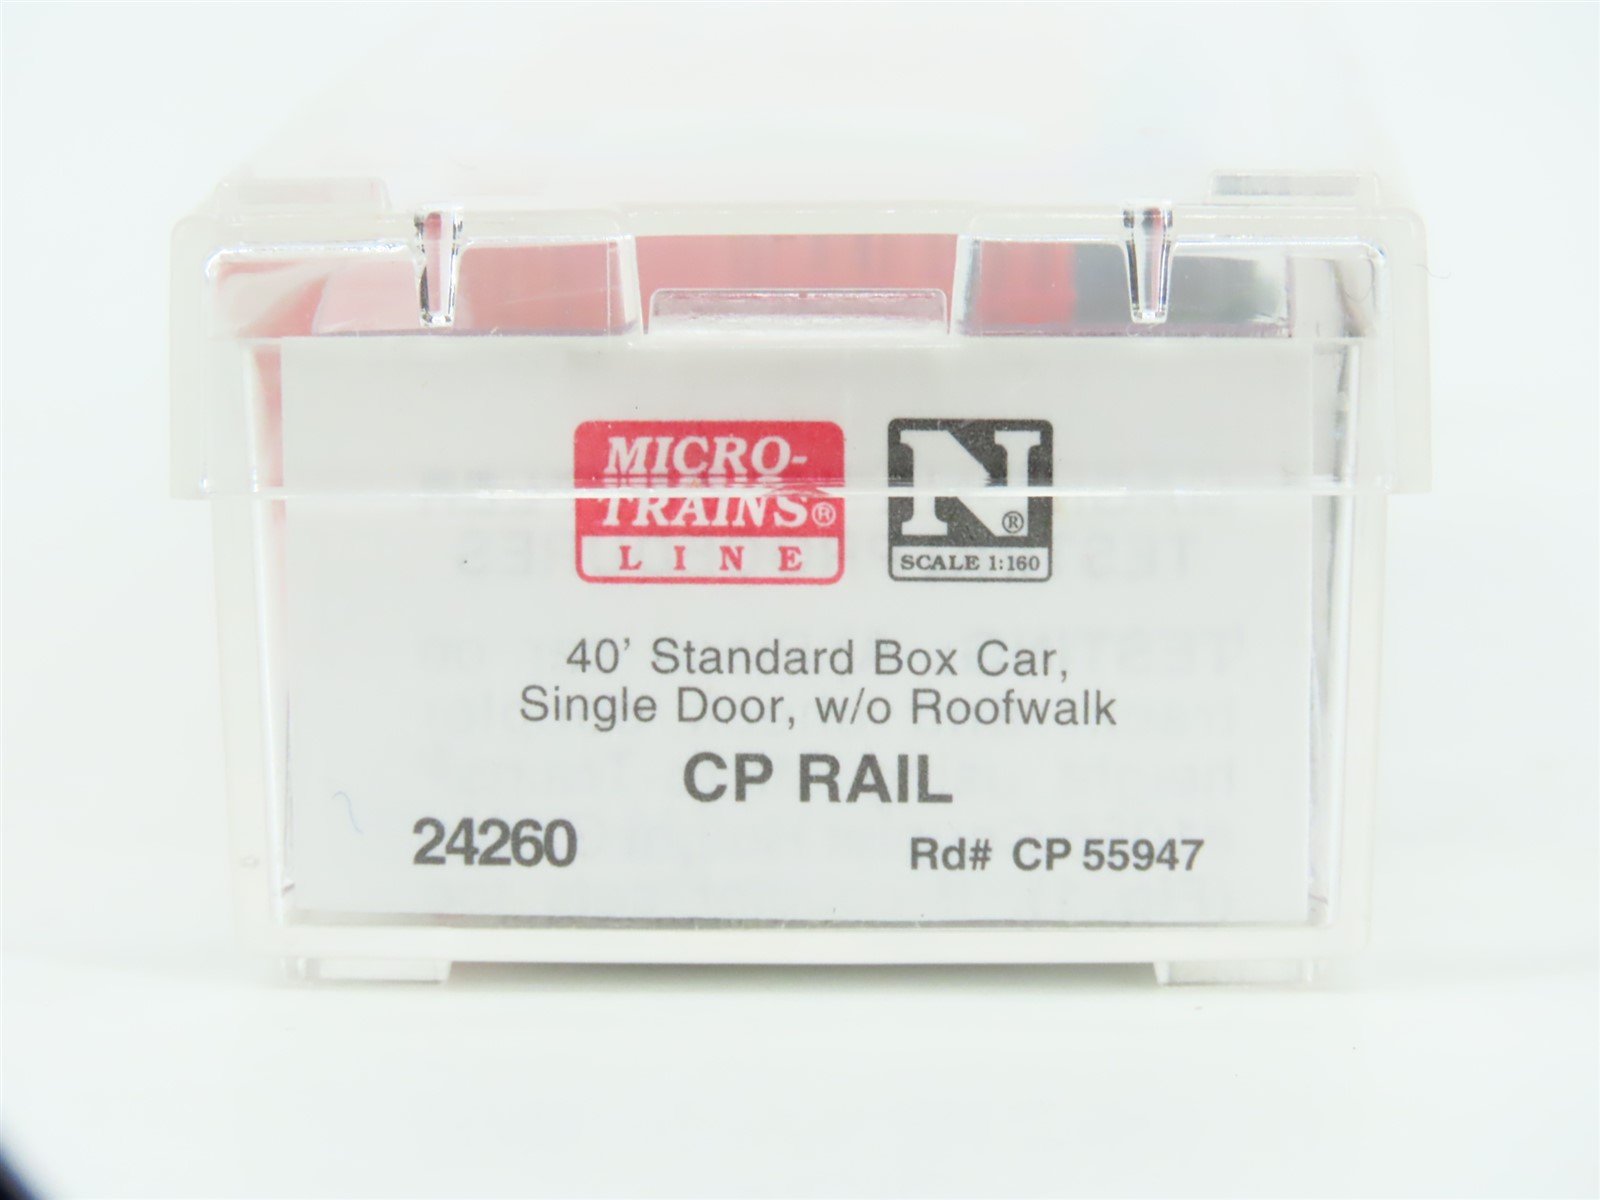 MICRO-
TRAINS®
LINE
N®
SCALE 1:160
40' Standard Box Car,
Single Door, w/o Roofwalk
CP RAIL
24260
Rd# CP 55947